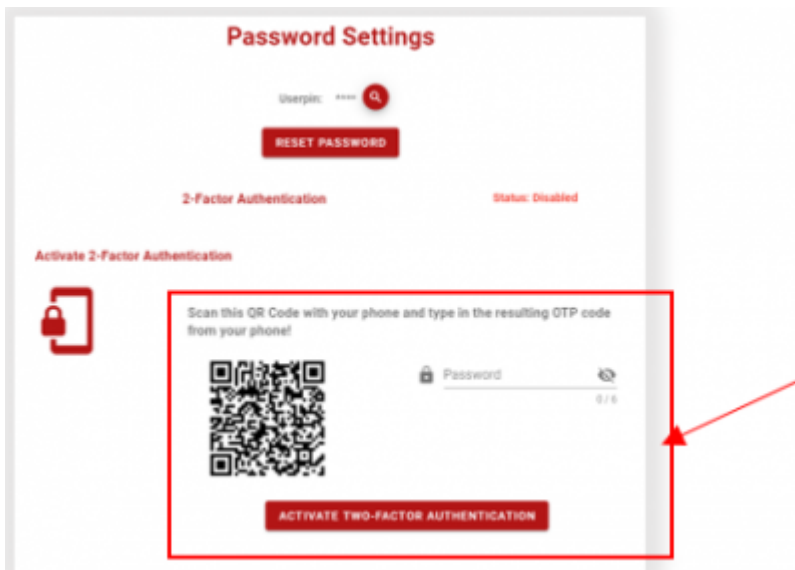 Password Settings
Userpin: ****
RESET PASSWORD
2-Factor Authentication Status: Disabled
Activate 2-Factor Authentication
Scan this QR Code with your phone and type in the resulting OTP code
from your phone!
Password
0 / 6
ACTIVATE TWO-FACTOR AUTHENTICATION